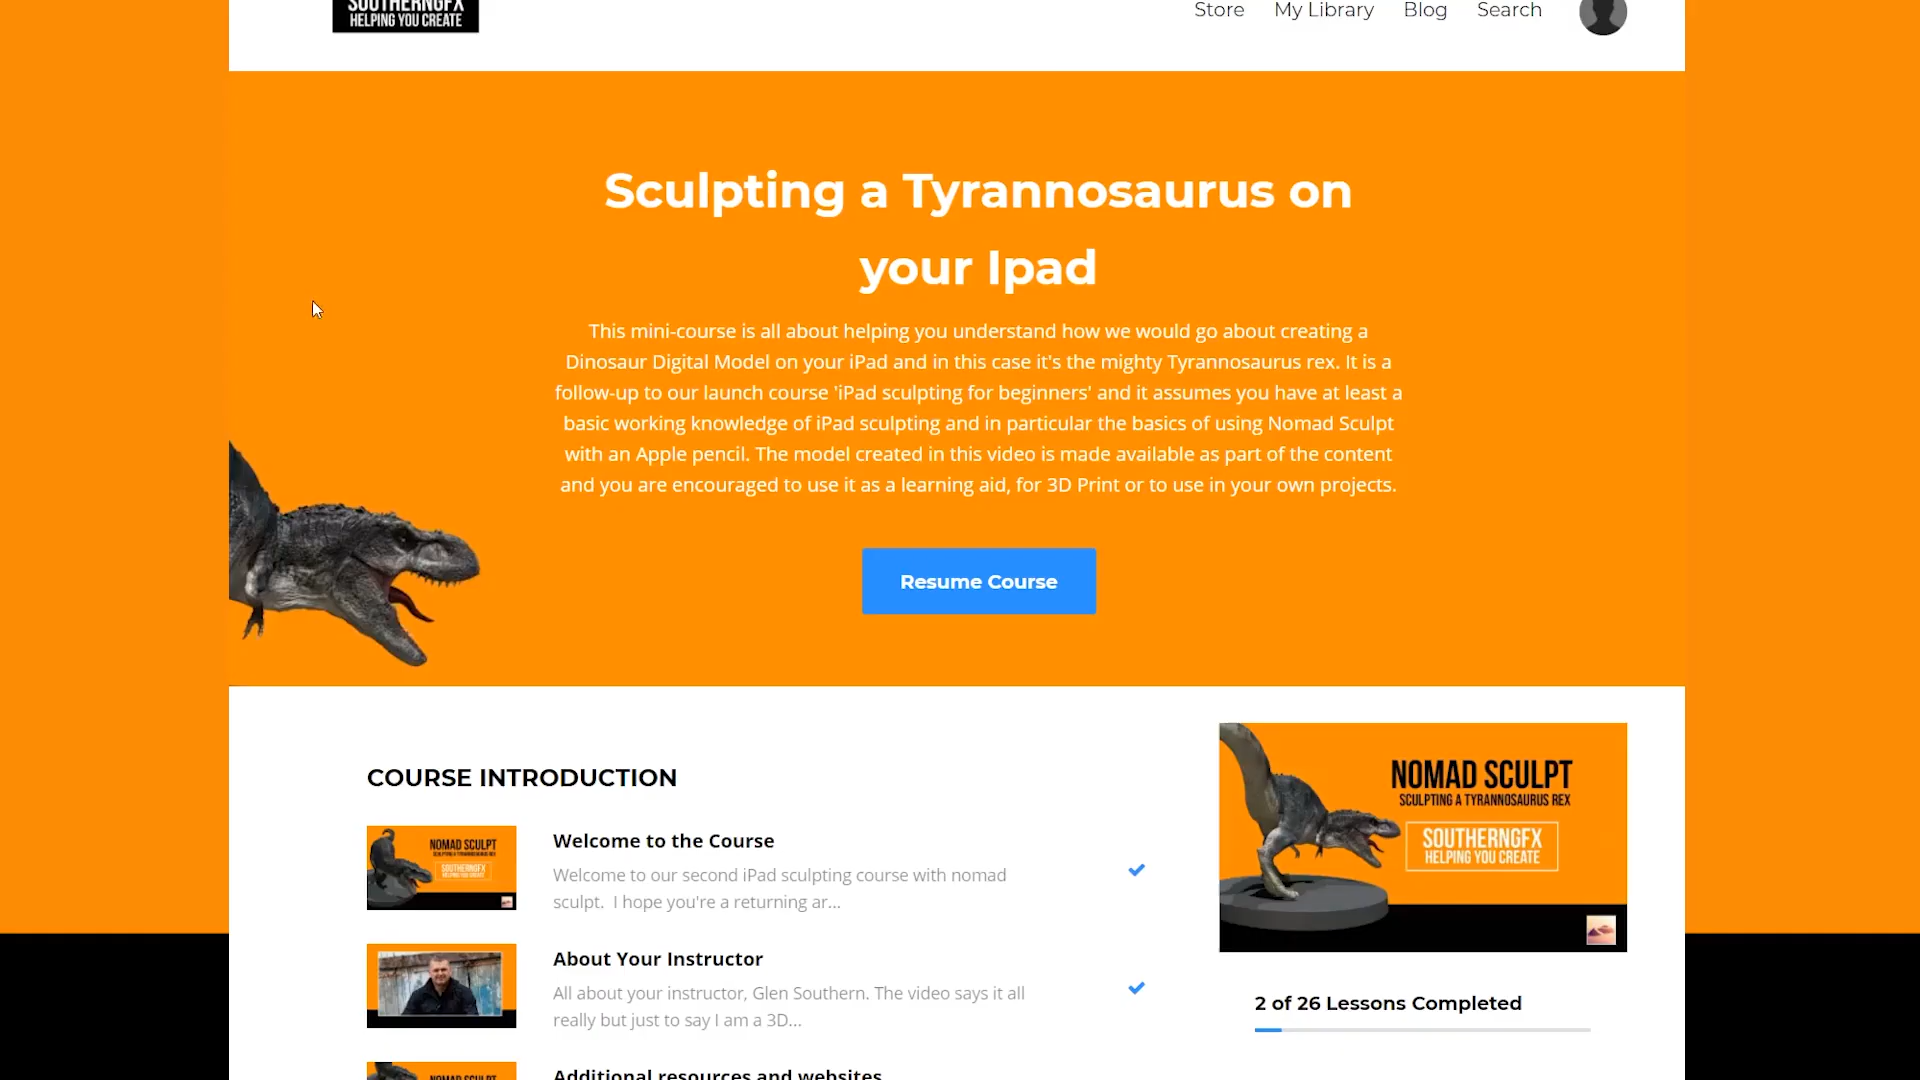 SOUTHERNGFX
HELPING YOU CREATE
Store My Library Blog Search
Sculpting a Tyrannosaurus on
your Ipad
This mini-course is all about helping you understand how we would go about creating a
Dinosaur Digital Model on your iPad and in this case it's the mighty Tyrannosaurus rex. It is a
follow-up to our launch course 'iPad sculpting for beginners' and it assumes you have at least a
basic working knowledge of iPad sculpting and in particular the basics of using Nomad Sculpt
with an Apple pencil. The model created in this video is made available as part of the content
and you are encouraged to use it as a learning aid, for 3D Print or to use in your own projects.
Resume Course
COURSE INTRODUCTION
NOMAD SCULPT
SCULPTING A TYRANNOSAURUS REX
SOUTHERNGFX
HELPING YOU CREATE
Welcome to the Course
Welcome to our second iPad sculpting course with nomad
sculpt. I hope you're a returning ar...
About Your Instructor
All about your instructor, Glen Southern. The video says it all
really but just to say I am a 3D...
NOMAD SCULPT
Additional resources and websites
NOMAD SCULPT
SCULPTING A TYRANNOSAURUS REX
SOUTHERNGFX
HELPING YOU CREATE
2 of 26 Lessons Completed